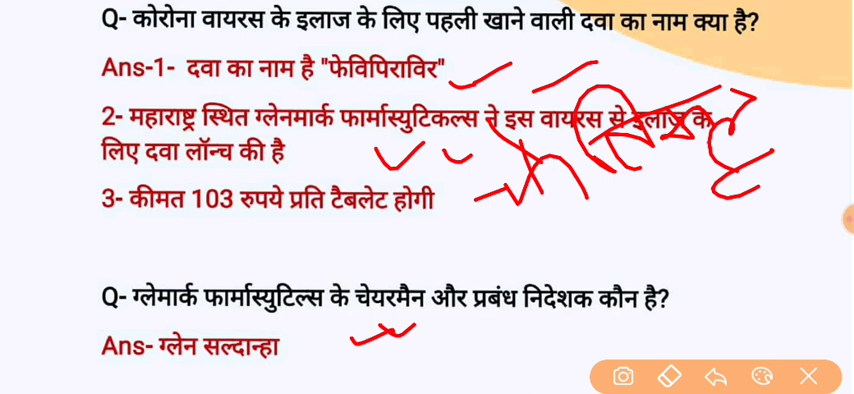 Q- कोरोना वायरस के इलाज के लिए पहली खाने वाली दवा का नाम क्या है?
Ans-1- दवा का नाम है "फेविपिराविर"
2- महाराष्ट्र स्थित ग्लेनमार्क फार्मास्युटिकल्स ने इस वायरस से इलाज के
लिए दवा लॉन्च की है
3- कीमत 103 रुपये प्रति टैबलेट होगी
Q- ग्लेमार्क फार्मास्युटिल्स के चेयरमैन और प्रबंध निदेशक कौन है?
Ans- ग्लेन सल्दान्हा